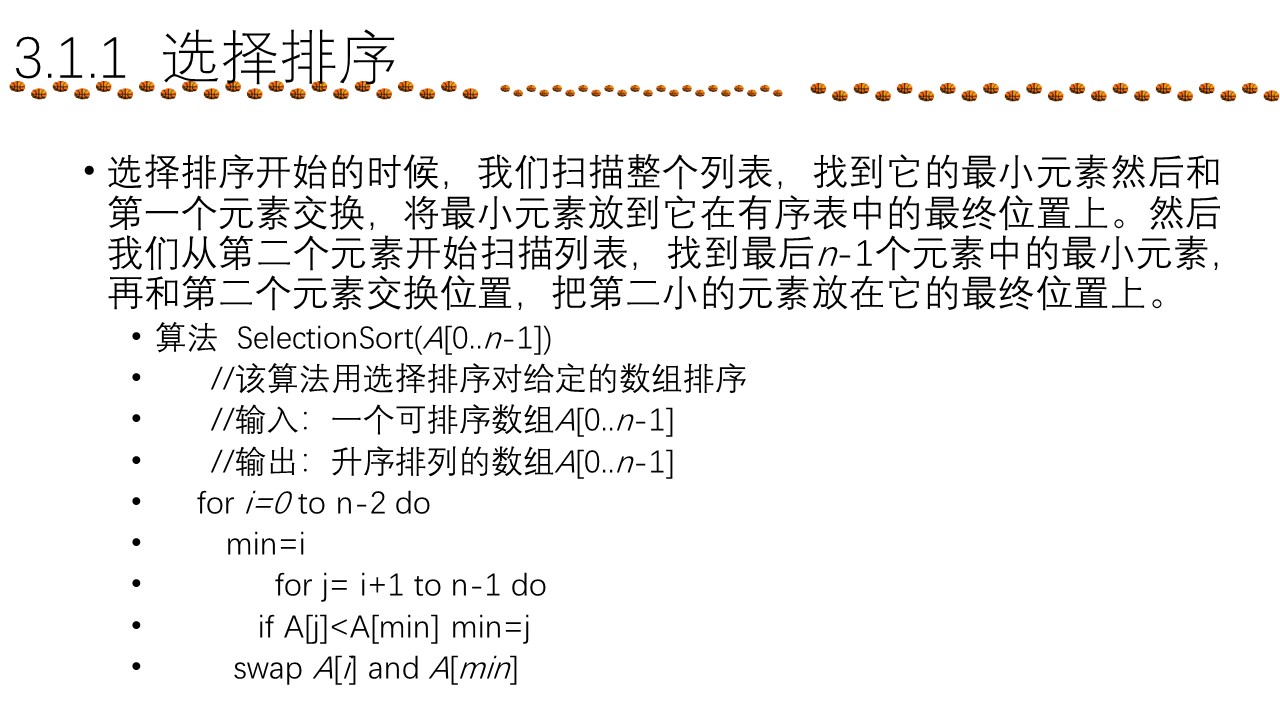 3.1.1 选择排序
• 选择排序开始的时候，我们扫描整个列表，找到它的最小元素然后和
第一个元素交换，将最小元素放到它在有序表中的最终位置上。然后
我们从第二个元素开始扫描列表，找到最后n-1个元素中的最小元素，
再和第二个元素交换位置，把第二小的元素放在它的最终位置上。
• 算法 SelectionSort(A[0..n-1])
• //该算法用选择排序对给定的数组排序
• //输入：一个可排序数组A[0..n-1]
• //输出：升序排列的数组A[0..n-1]
• for i=0 to n-2 do
• min=i
• for j= i+1 to n-1 do
• if A[j]<A[min] min=j
• swap A[i] and A[min]